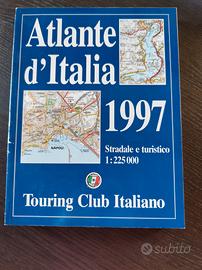 Atlante
d'Italia
1997
Stradale e turistico
1:225 000
NAPOLI
Touring Club Italiano
subito